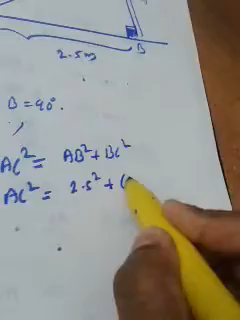 2.5m
B
B = 90°.
AC² = AB² + BC²
AC² = 2.5² + (